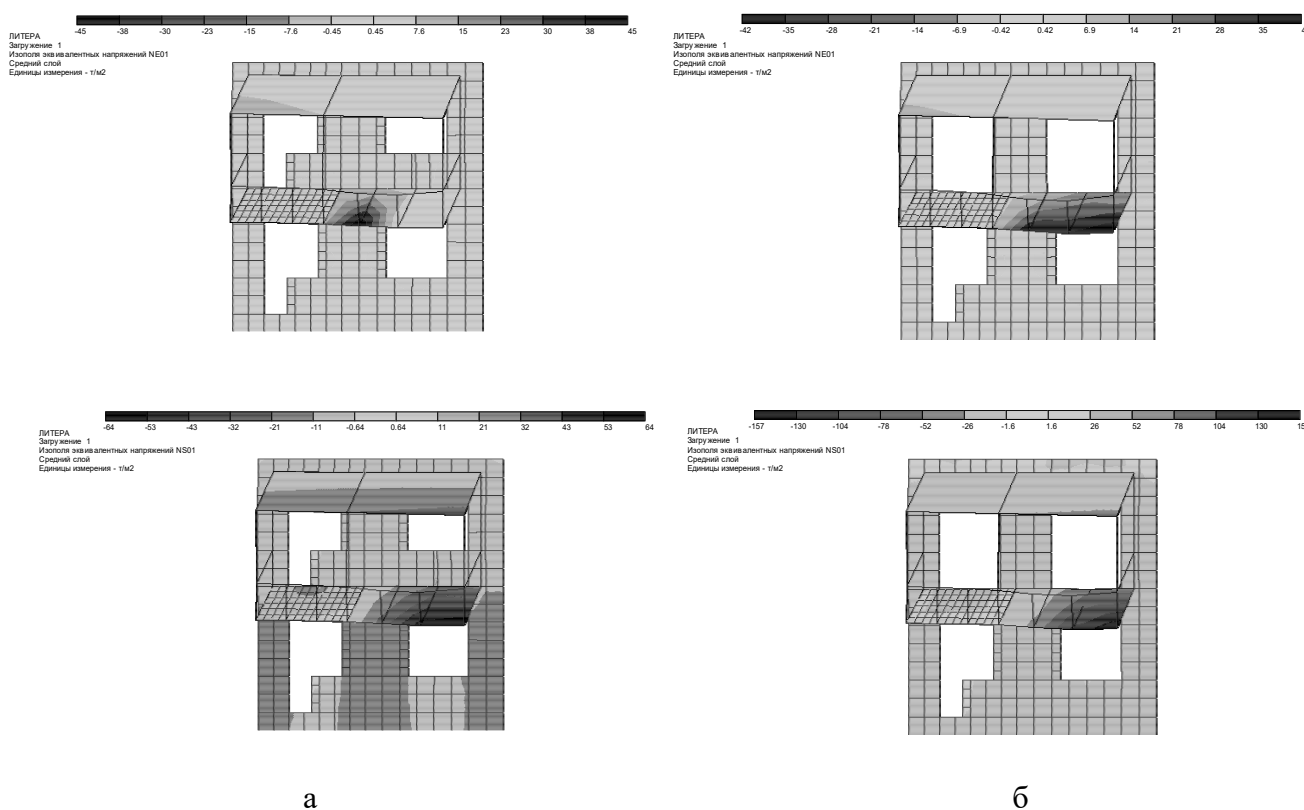 -45 -38 -30 -23 -15 -7.6 -0.45 0.45 7.6 15 23 30 38 45
ЛИТЕРА
Загружение 1
Изополя эквивалентных напряжений NE01
Средний слой
Единицы измерения - т/м2
-42 -35 -28 -21 -14 -6.9 -0.42 0.42 6.9 14 21 28 35 4
ЛИТЕРА
Загружение 1
Изополя эквивалентных напряжений NE01
Средний слой
Единицы измерения - т/м2
-64 -53 -43 -32 -21 -11 -0.64 0.64 11 21 32 43 53 64
ЛИТЕРА
Загружение 1
Изополя эквивалентных напряжений NS01
Средний слой
Единицы измерения - т/м2
-157 -130 -104 -78 -52 -26 -1.6 1.6 26 52 78 104 130 15
ЛИТЕРА
Загружение 1
Изополя эквивалентных напряжений NS01
Средний слой
Единицы измерения - т/м2
а
б